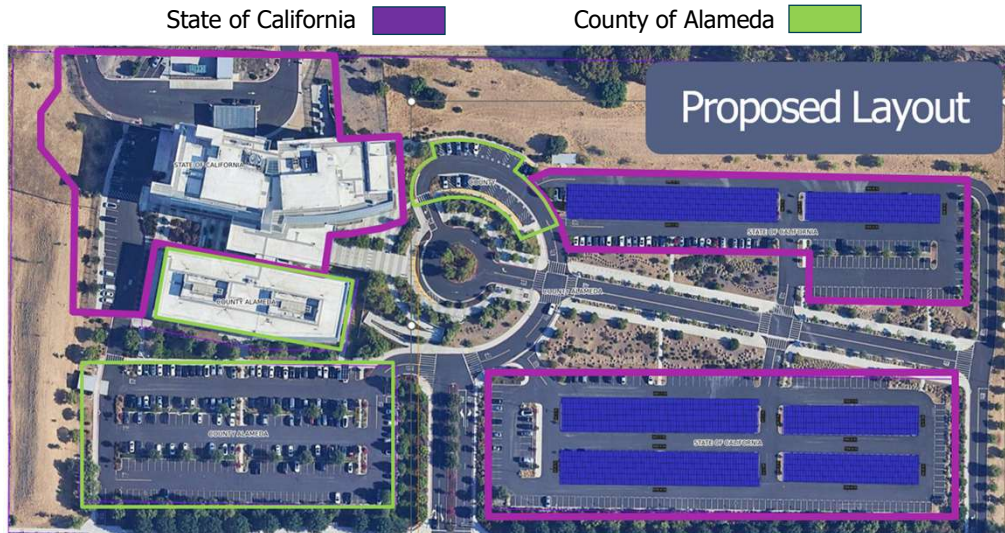 State of California
County of Alameda
Proposed Layout
STATE OF CALIFORNIA
COUNTY
STATE OF CALIFORNIA
COUNTY ALAMEDA
COUNTY ALAMEDA
COUNTY ALAMEDA
STATE OF CALIFORNIA